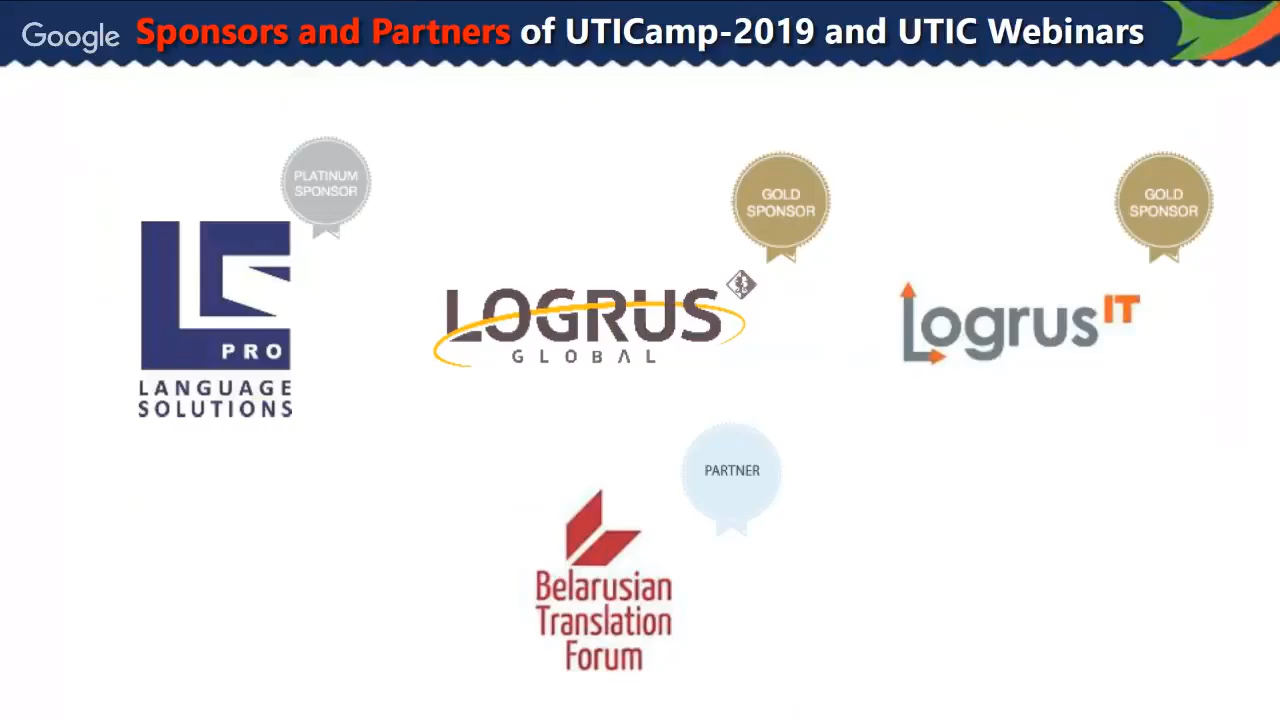 Google
Sponsors and Partners of UTICamp-2019 and UTIC Webinars
PLATINUM
SPONSOR
PRO
LANGUAGE
SOLUTIONS
GOLD
SPONSOR
LOGRUS
GLOBAL
GOLD
SPONSOR
Logrus IT
PARTNER
Belarusian
Translation
Forum